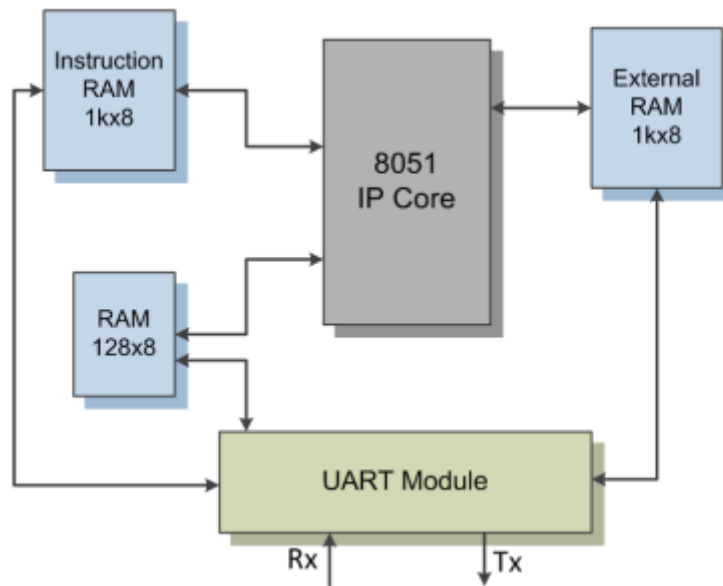 Instruction
RAM
1kx8
8051
IP Core
External
RAM
1kx8
RAM
128x8
UART Module
Rx
Tx